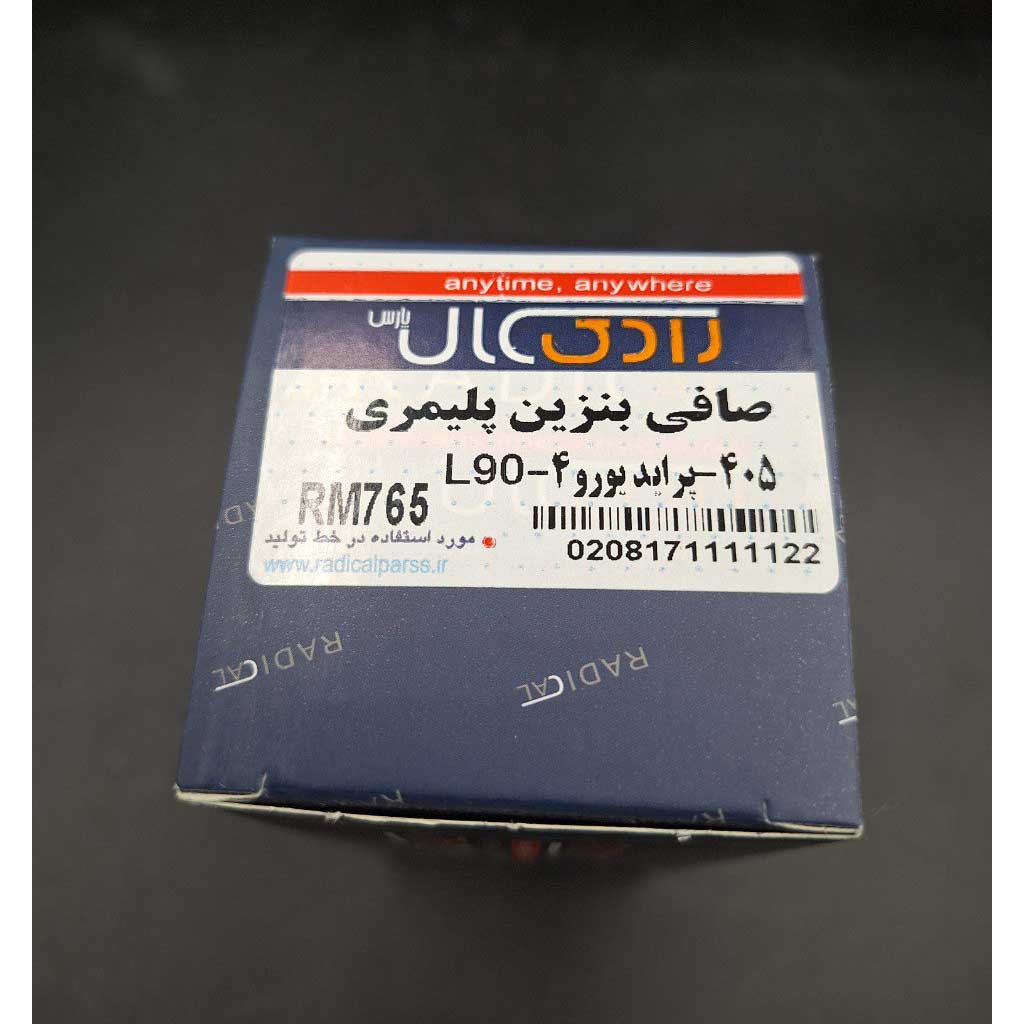 anytime, anywhere
رادیکال پارس
صافی بنزین پلیمری
۴۰۵-پراید یورو۴-L90
RM765
مورد استفاده در خط تولید
0208171111122
www.radicalparss.ir
RADICAL
RADICAL